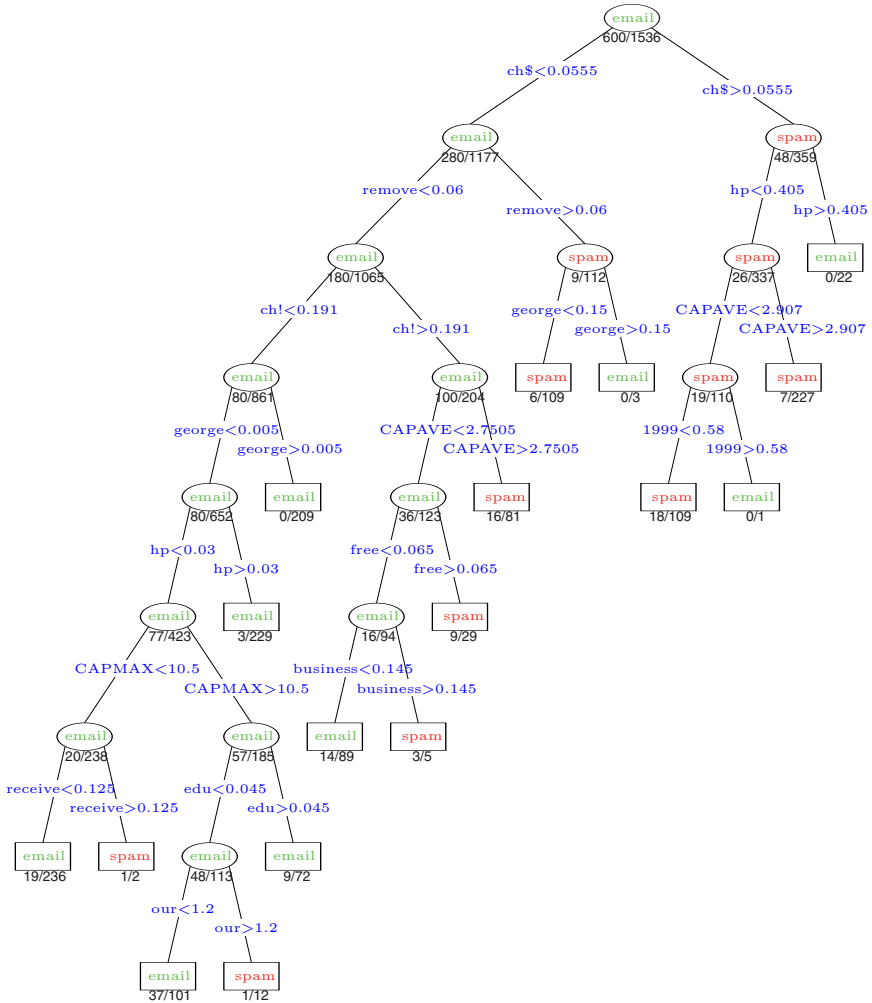 email
600/1536
ch$<0.0555
ch$>0.0555
email
280/1177
spam
48/359
remove<0.06
remove>0.06
hp<0.405
hp>0.405
email
180/1065
spam
9/112
spam
26/337
email
0/22
ch!<0.191
ch!>0.191
george<0.15
george>0.15
CAPAVE<2.907
CAPAVE>2.907
email
80/861
email
100/204
spam
6/109
email
0/3
spam
19/110
spam
7/227
george<0.005
george>0.005
CAPAVE<2.7505
CAPAVE>2.7505
1999<0.58
1999>0.58
email
80/652
email
0/209
email
36/123
spam
16/81
spam
18/109
email
0/1
hp<0.03
hp>0.03
free<0.065
free>0.065
email
77/423
email
3/229
email
16/94
spam
9/29
CAPMAX<10.5
CAPMAX>10.5
business<0.145
business>0.145
email
20/238
email
57/185
email
14/89
spam
3/5
receive<0.125
receive>0.125
edu<0.045
edu>0.045
email
19/236
spam
1/2
email
48/113
email
9/72
our<1.2
our>1.2
email
37/101
spam
1/12